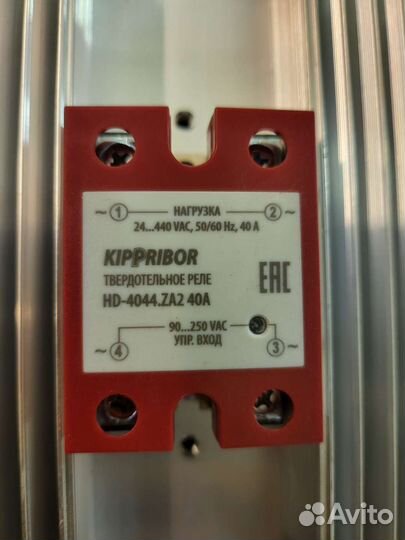 ~ 1 НАГРУЗКА 2 ~
24...440 VAC, 50/60 Hz, 40 A
KIPPRIBOR
ТВЕРДОТЕЛЬНОЕ РЕЛЕ
HD-4044.ZA2 40A
EAC
90...250 VAC
~ 4 УПР. ВХОД 3 ~
Avito